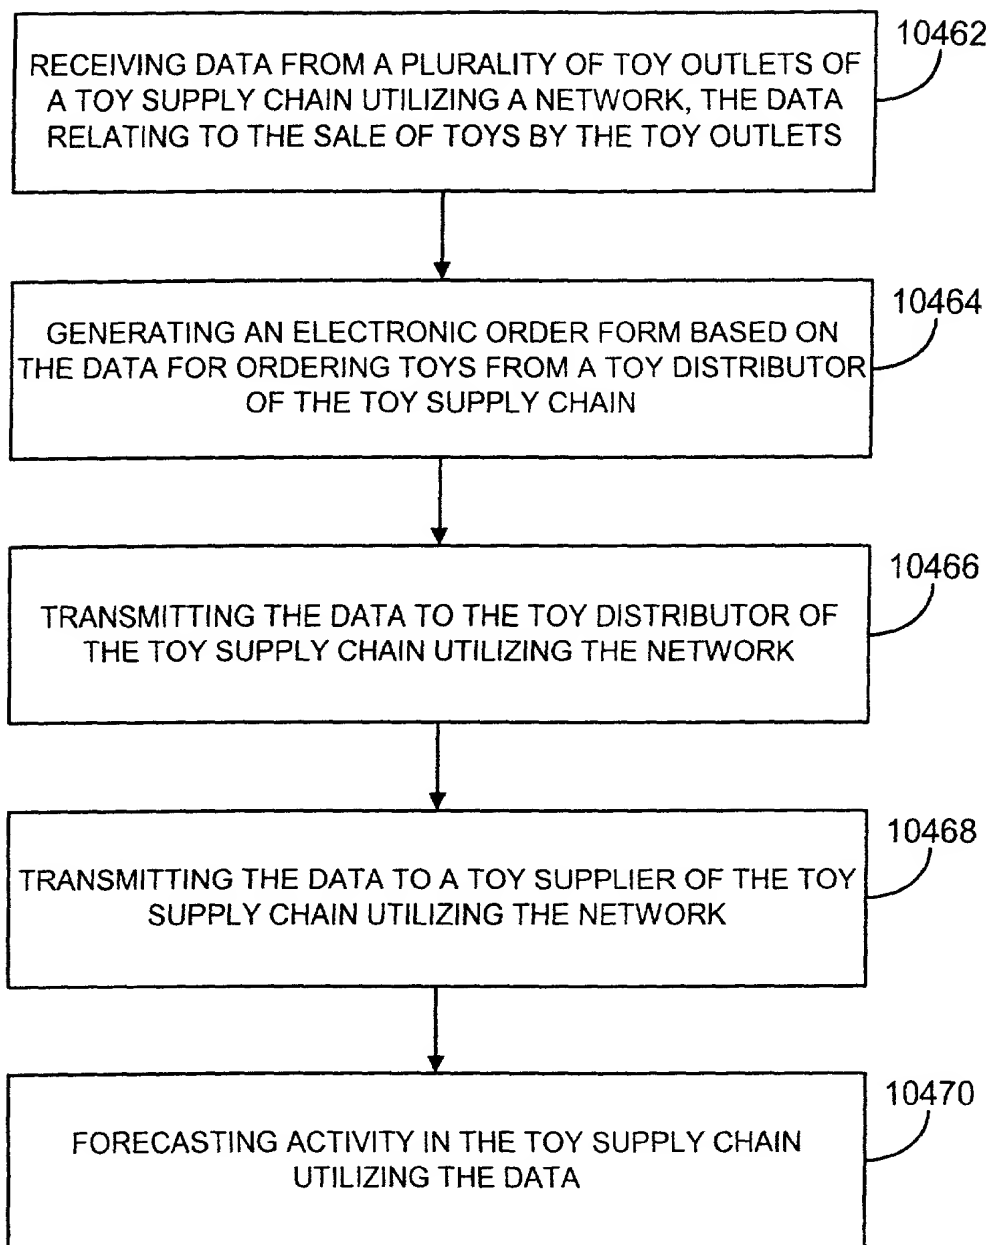 10462
RECEIVING DATA FROM A PLURALITY OF TOY OUTLETS OF
A TOY SUPPLY CHAIN UTILIZING A NETWORK, THE DATA
RELATING TO THE SALE OF TOYS BY THE TOY OUTLETS
10464
GENERATING AN ELECTRONIC ORDER FORM BASED ON
THE DATA FOR ORDERING TOYS FROM A TOY DISTRIBUTOR
OF THE TOY SUPPLY CHAIN
10466
TRANSMITTING THE DATA TO THE TOY DISTRIBUTOR OF
THE TOY SUPPLY CHAIN UTILIZING THE NETWORK
10468
TRANSMITTING THE DATA TO A TOY SUPPLIER OF THE TOY
SUPPLY CHAIN UTILIZING THE NETWORK
10470
FORECASTING ACTIVITY IN THE TOY SUPPLY CHAIN
UTILIZING THE DATA